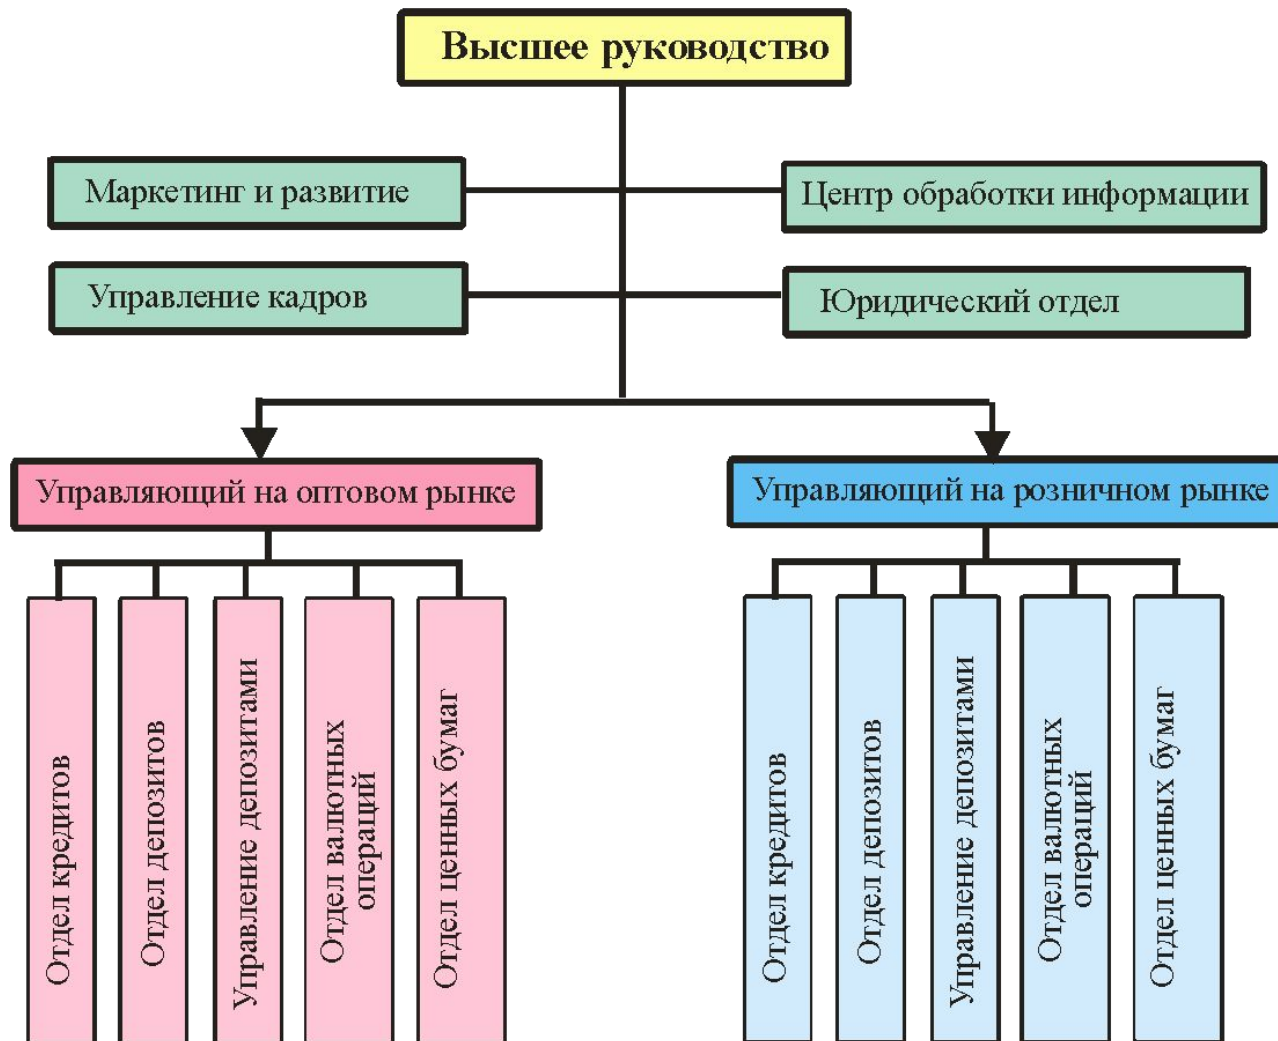 Высшее руководство
Маркетинг и развитие
Центр обработки информации
Управление кадров
Юридический отдел
Управляющий на оптовом рынке
Управляющий на розничном рынке
Отдел кредитов
Отдел депозитов
Управление депозитами
Отдел валютных
операций
Отдел ценных бумаг
Отдел кредитов
Отдел депозитов
Управление депозитами
Отдел валютных
операций
Отдел ценных бумаг